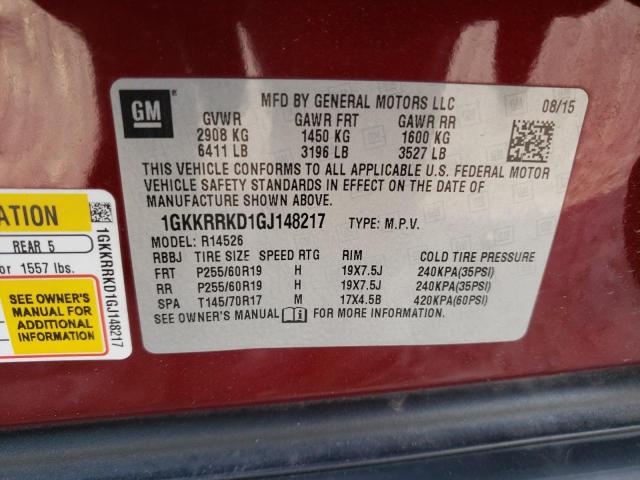 GM
MFD BY GENERAL MOTORS LLC 08/15
GVWR GAWR FRT GAWR RR
2908 KG 1450 KG 1600 KG
6411 LB 3196 LB 3527 LB
THIS VEHICLE CONFORMS TO ALL APPLICABLE U.S. FEDERAL MOTOR
VEHICLE SAFETY STANDARDS IN EFFECT ON THE DATE OF
MANUFACTURE SHOWN ABOVE.
1GKKRRKD1GJ148217 TYPE: M.P.V.
MODEL: R14526
RBBJ TIRE SIZE SPEED RTG RIM COLD TIRE PRESSURE
FRT P255/60R19 H 19X7.5J 240KPA(35PSI)
RR P255/60R19 H 19X7.5J 240KPA(35PSI)
SPA T145/70R17 M 17X4.5B 420KPA(60PSI)
SEE OWNER'S MANUAL i FOR MORE INFORMATION.
ATION
REAR 5
or 1557 lbs.
SEE OWNER'S
MANUAL FOR
ADDITIONAL
INFORMATION
1GKKRRKD1GJ148217